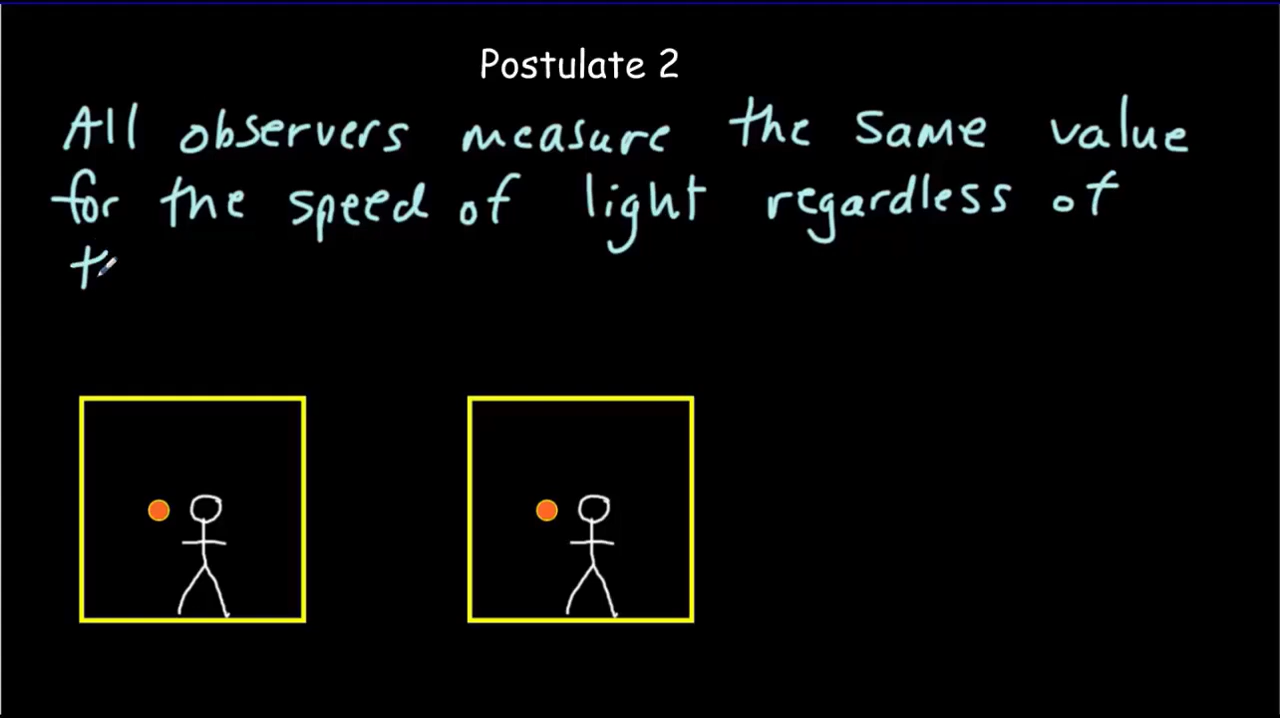 Postulate 2
All observers measure the same value
for the speed of light regardless of
t